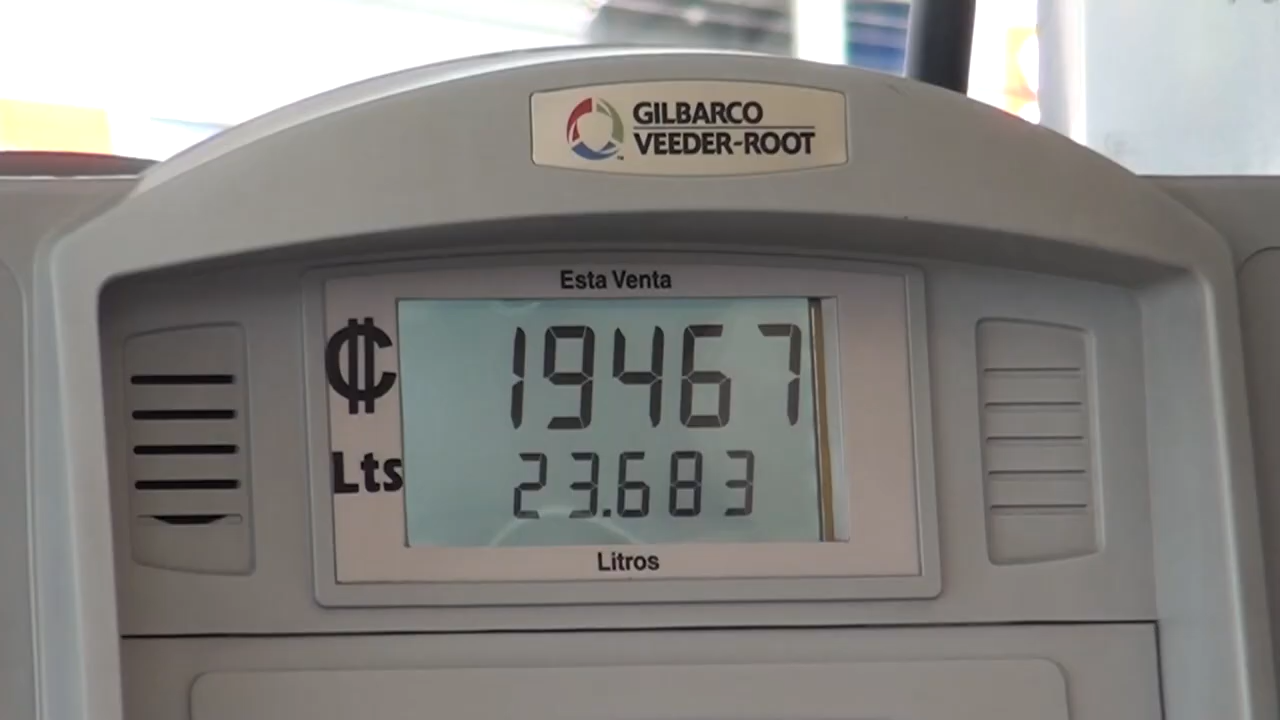 GILBARCO
VEEDER-ROOT
Esta Venta
₡ 19467
Lts 23.683
Litros